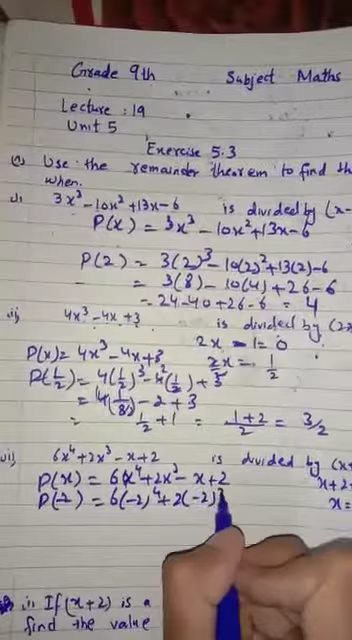 Grade 9th Subject Maths
Lecture : 19
Unit 5
Exercise 5.3
Use the remainder theorem to find th
when.
i) 3x³-10x²+13x-6 is divided by (x-
P(x) = 3x³-10x²+13x-6
P(2) = 3(2)³-10(2)²+13(2)-6
= 3(8)-10(4)+26-6
= 24-40+26-6 = 4
ii) 4x³-4x+3 is divided by (2x
2x-1=0
P(x)= 4x³-4x+3 2x = 1/2
P(1/2)= 4(1/2)³-4(1/2)+3
= 4(1/8)-2+3
= 1/2+1 = 1+2/2 = 3/2
iii) 6x⁴+2x³-x+2 is divided by (x+
P(x) = 6x⁴+2x³-x+2 x+2
P(-2) = 6(-2)⁴+2(-2)³ x=
i) If (x+2) is a
find the value